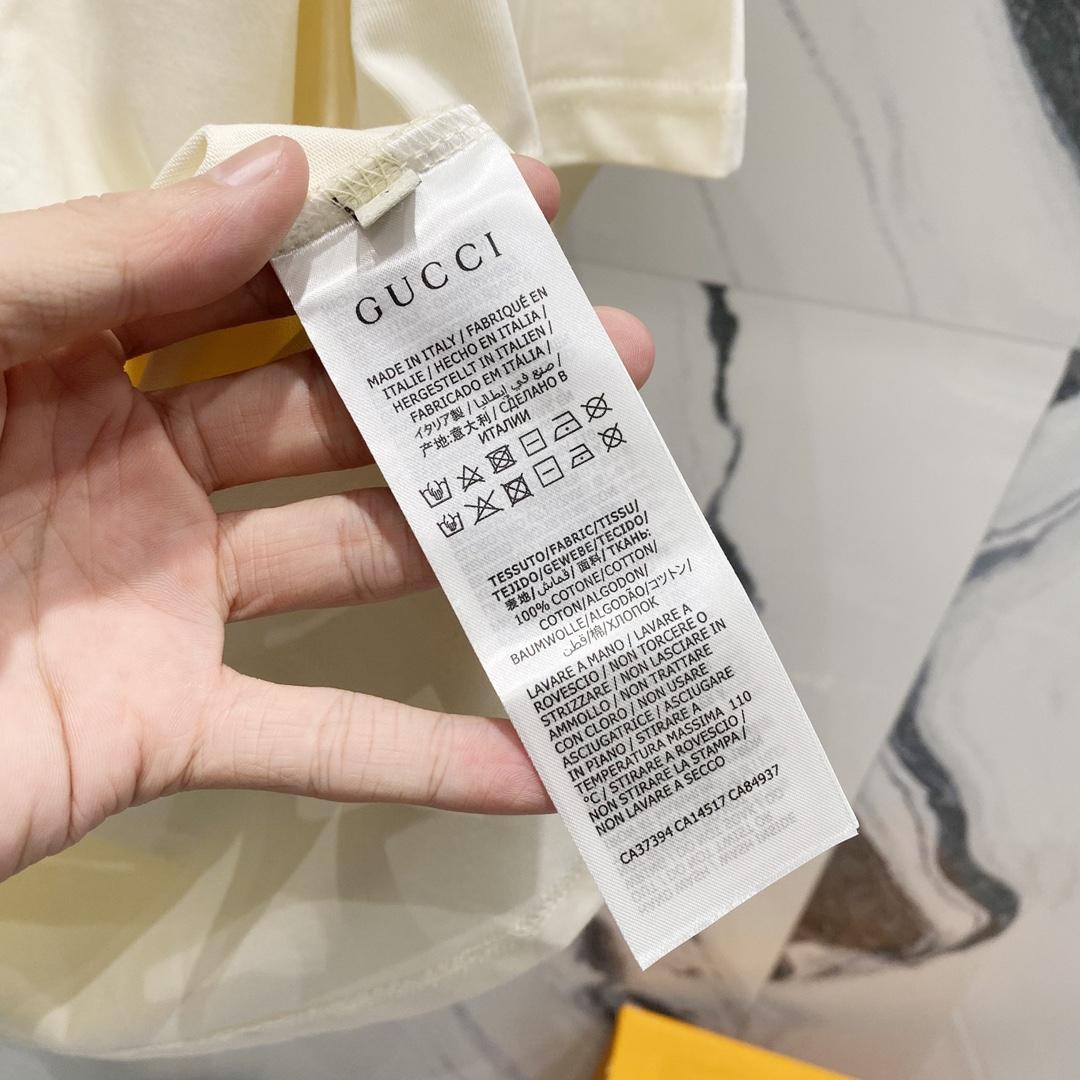 GUCCI
MADE IN ITALY / FABRIQUÉ EN
ITALIE / HECHO EN ITALIA /
HERGESTELLT IN ITALIEN /
FABRICADO EM ITÁLIA /
イタリア製 / صنع في إيطاليا /
产地:意大利 / СДЕЛАНО В
ИТАЛИИ
TESSUTO/FABRIC/TISSU/
TEJIDO/GEWEBE/TECIDO/
表地/قماش/ 面料/ ТКАНЬ:
100% COTONE/COTTON/
COTON/ALGODON/
BAUMWOLLE/ALGODÃO/コットン/
قطن/棉/ХЛОПОК
LAVARE A MANO / LAVARE A
ROVESCIO / NON TORCERE O
STRIZZARE / NON LASCIARE IN
AMMOLLO / NON TRATTARE
CON CLORO / NON USARE
ASCIUGATRICE / ASCIUGARE
IN PIANO / STIRARE A
TEMPERATURA MASSIMA 110
°C / STIRARE A ROVESCIO /
NON STIRARE LA STAMPA /
NON LAVARE A SECCO
CA37394 CA14517 CA84937